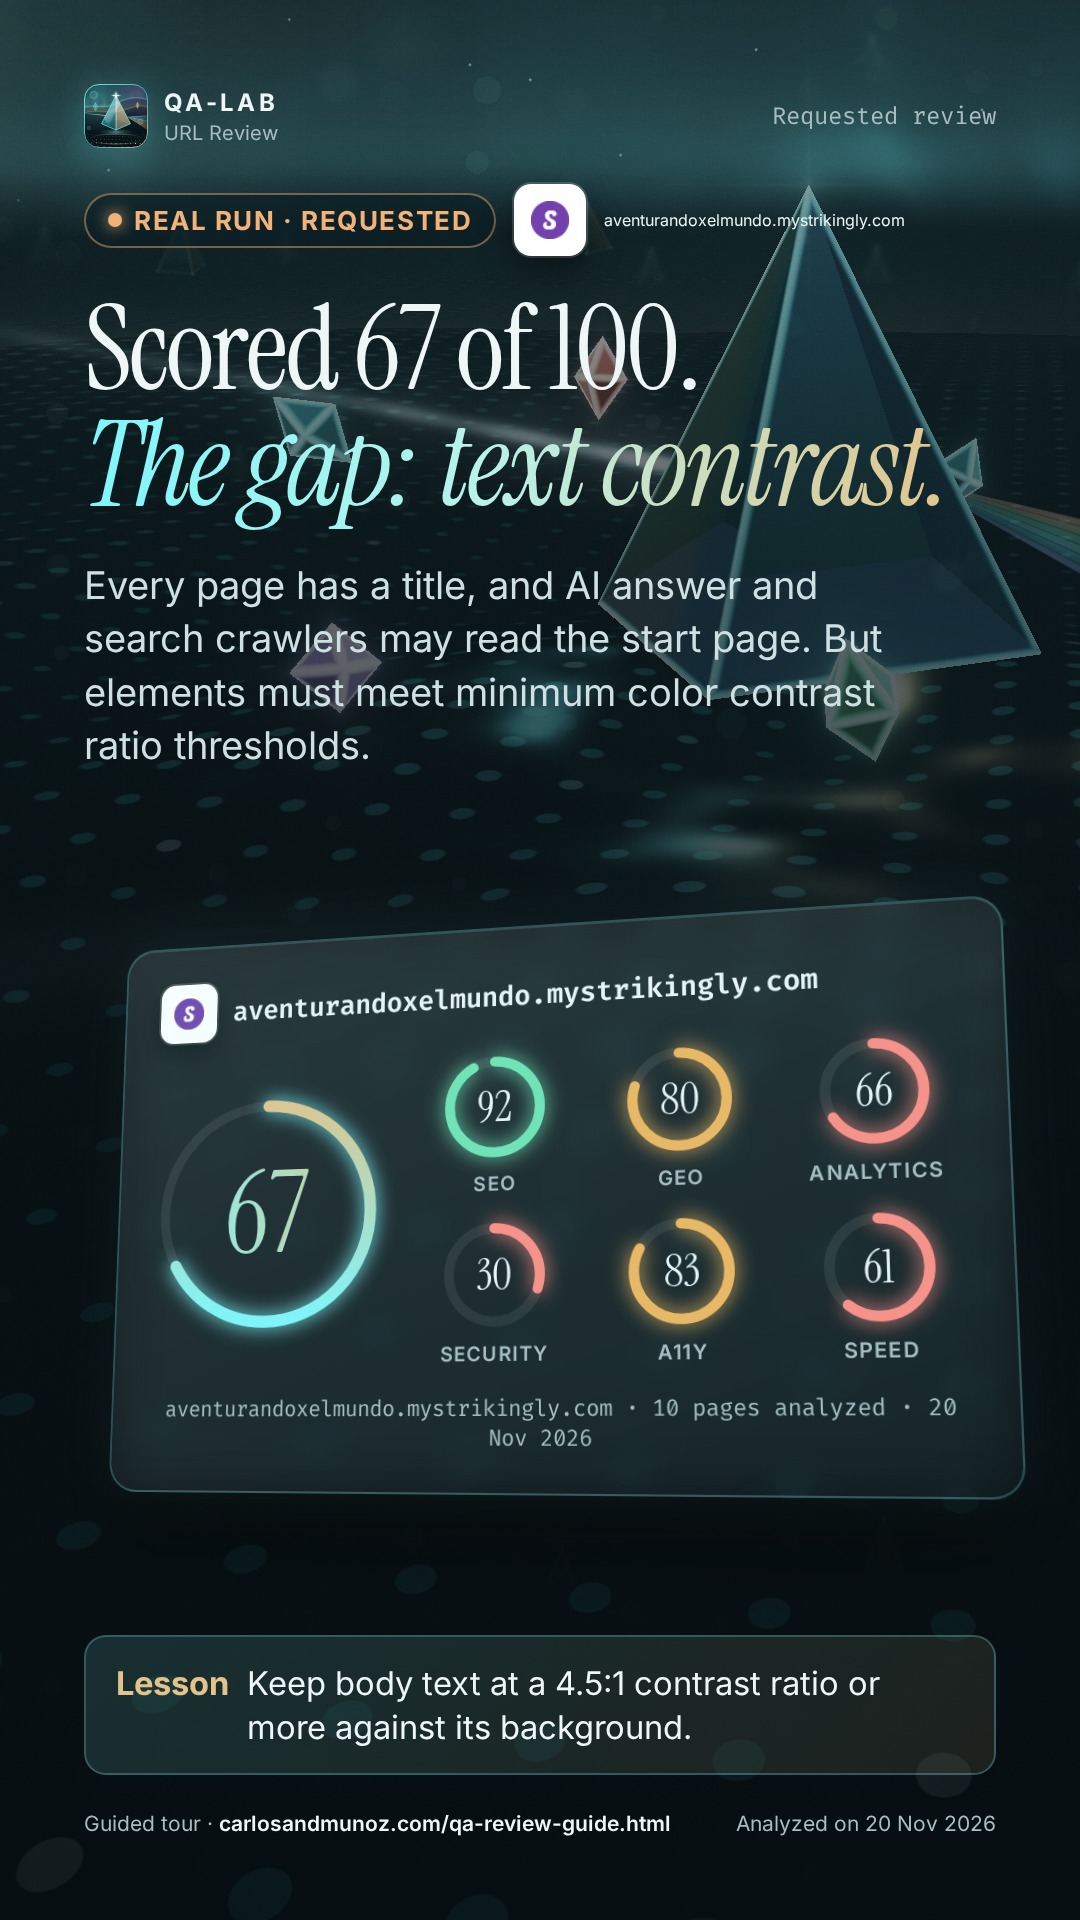 QA-LAB
URL Review
Requested review
REAL RUN · REQUESTED
S
aventurandoxelmundo.mystrikingly.com
Scored 67 of 100.
The gap: text contrast.
Every page has a title, and AI answer and
search crawlers may read the start page. But
elements must meet minimum color contrast
ratio thresholds.
S
aventurandoxelmundo.mystrikingly.com
67
92
SEO
80
GEO
66
ANALYTICS
30
SECURITY
83
A11Y
61
SPEED
aventurandoxelmundo.mystrikingly.com · 10 pages analyzed · 20
Nov 2026
Lesson Keep body text at a 4.5:1 contrast ratio or
more against its background.
Guided tour · carlosandmunoz.com/qa-review-guide.html
Analyzed on 20 Nov 2026